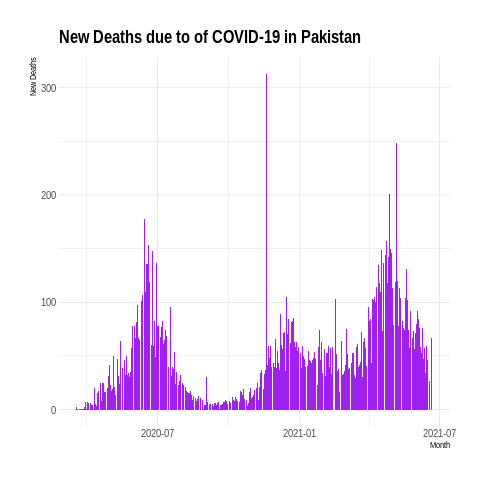 New Deaths due to of COVID-19 in Pakistan
New Deaths
300
200
100
0
2020-07
2021-01
2021-07
Month